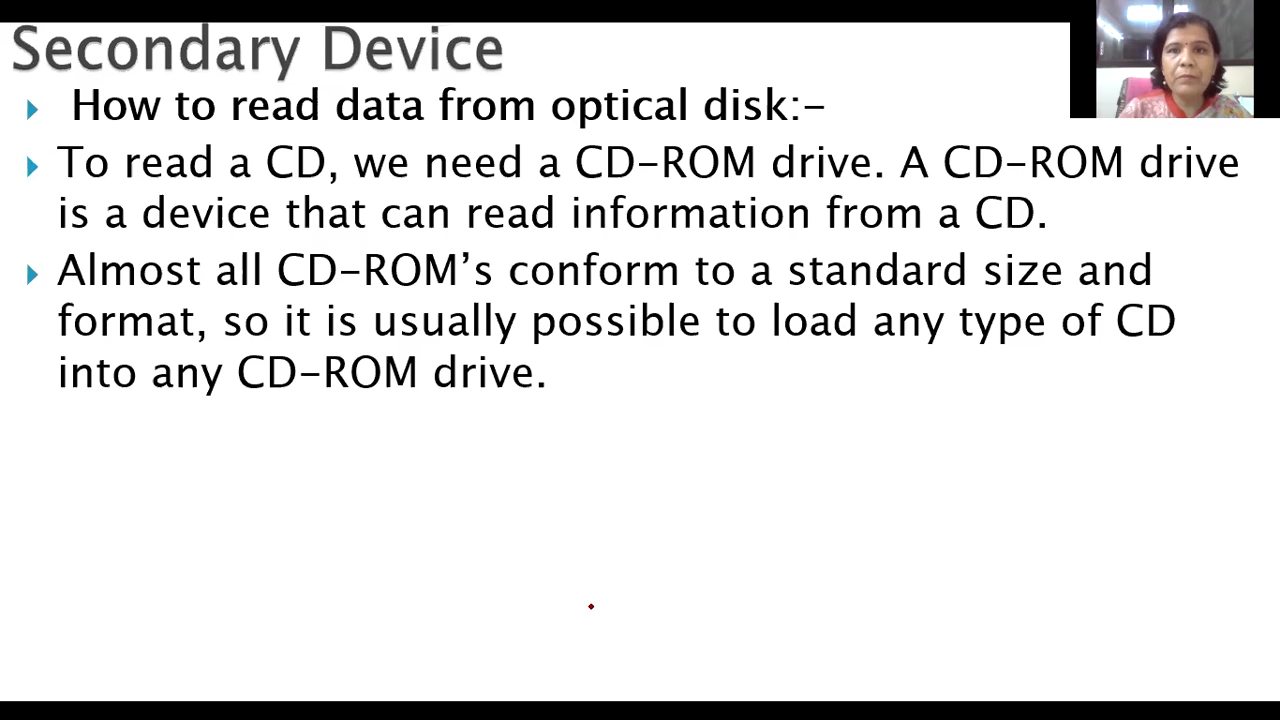 Secondary Device
How to read data from optical disk:-
To read a CD, we need a CD-ROM drive. A CD-ROM drive
is a device that can read information from a CD.
Almost all CD-ROM’s conform to a standard size and
format, so it is usually possible to load any type of CD
into any CD-ROM drive.